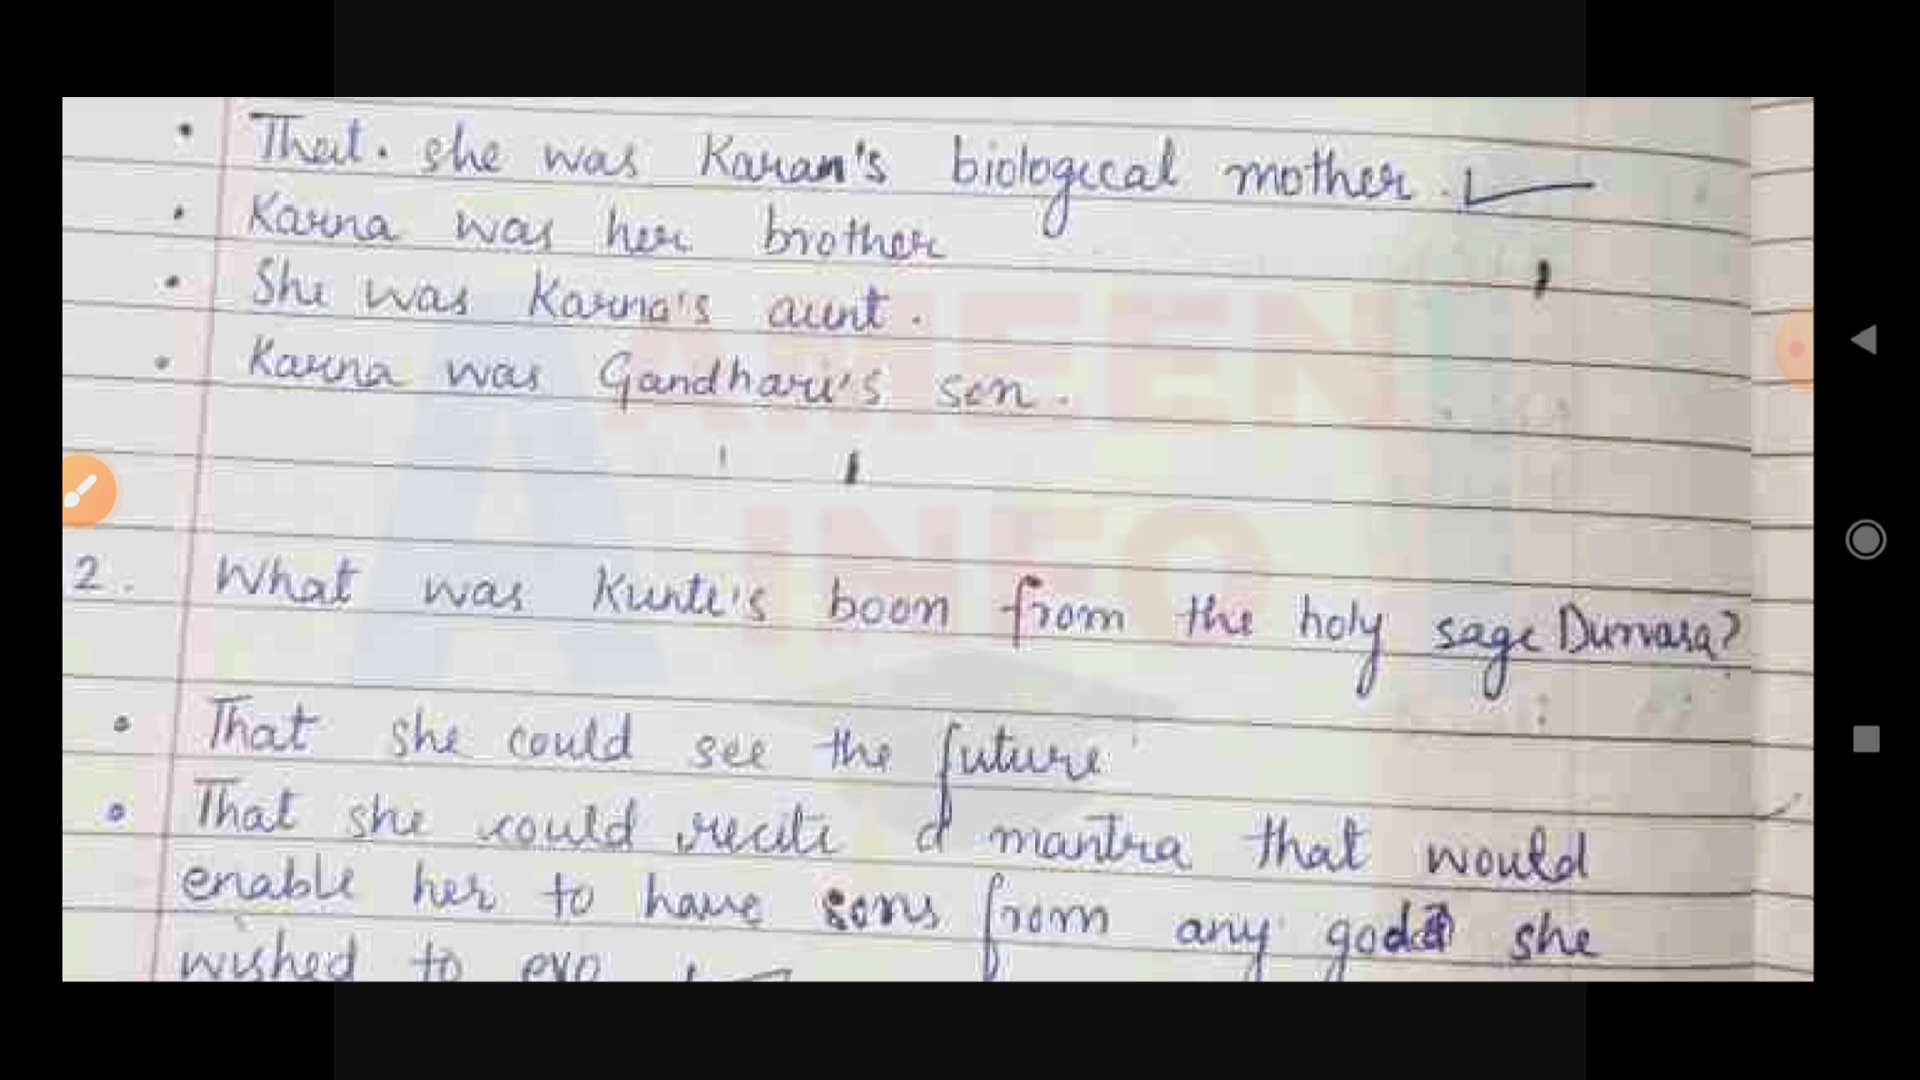 That. she was Karan's biological mother.
Karna was her brother
She was Karna's aunt.
Karna was Gandhari's son.
AMEEN
INFO
2. What was Kunti's boon from the holy sage Durvasa?
That she could see the future
That she could recite a mantra that would
enable her to have sons from any god she
wished to